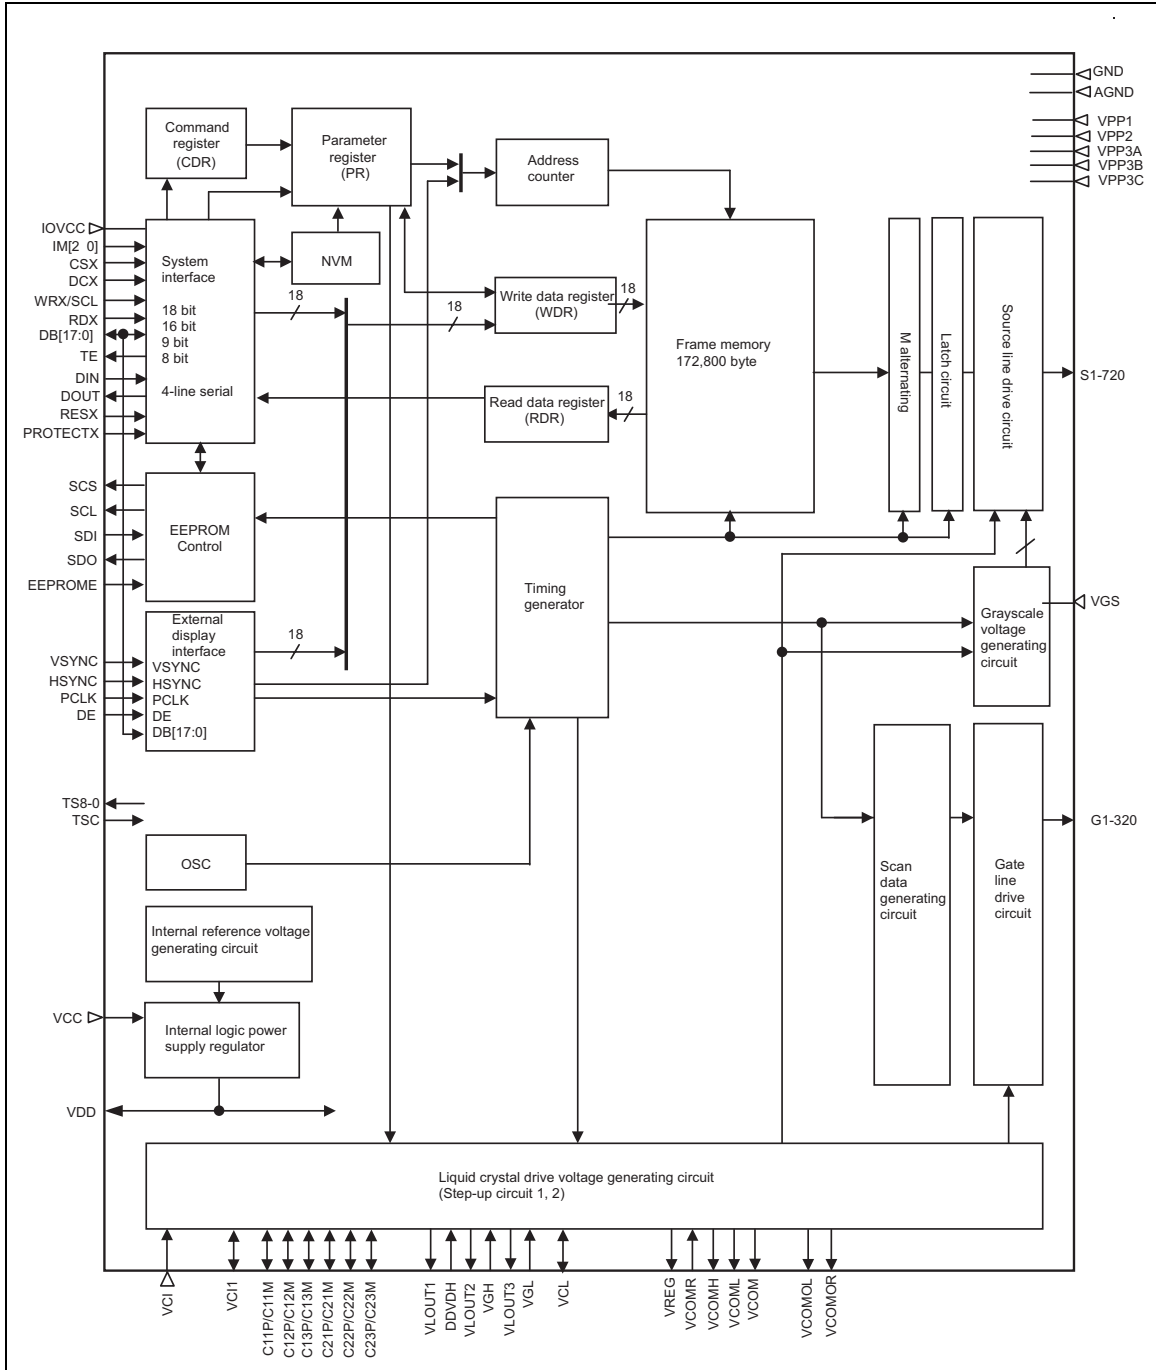 GND
AGND
VPP1
VPP2
VPP3A
VPP3B
VPP3C
Command
register
(CDR)
Parameter
register
(PR)
Address
counter
IOVCC
IM[2 0]
CSX
DCX
WRX/SCL
RDX
DB[17:0]
TE
DIN
DOUT
RESX
PROTECTX
System
interface
18 bit
16 bit
9 bit
8 bit
4-line serial
NVM
18
18
Write data register
(WDR)
18
Read data register
(RDR)
18
Frame memory
172,800 byte
M alternating
Latch circuit
Source line drive circuit
S1-720
SCS
SCL
SDI
SDO
EEPROME
EEPROM
Control
Timing
generator
Grayscale
voltage
generating
circuit
VGS
External
display
interface
VSYNC
HSYNC
PCLK
DE
DB[17:0]
18
VSYNC
HSYNC
PCLK
DE
TS8-0
TSC
OSC
Scan
data
generating
circuit
Gate
line
drive
circuit
G1-320
Internal reference voltage
generating circuit
VCC
Internal logic power
supply regulator
VDD
Liquid crystal drive voltage generating circuit
(Step-up circuit 1, 2)
VCI
VCI1
C11P/C11M
C12P/C12M
C13P/C13M
C21P/C21M
C22P/C22M
C23P/C23M
VLOUT1
DDVDH
VLOUT2
VGH
VLOUT3
VGL
VCL
VREG
VCOMR
VCOMH
VCOML
VCOM
VCOMOL
VCOMOR